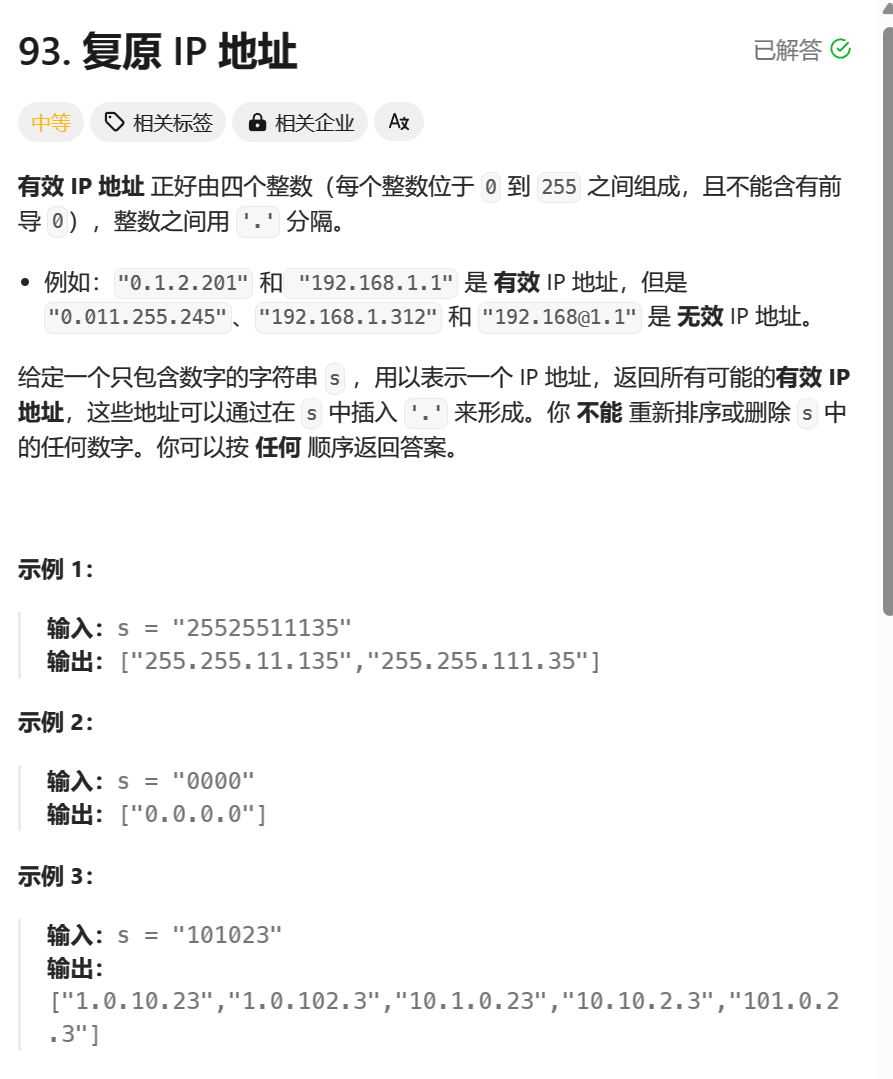 93. 复原 IP 地址
已解答
中等
相关标签
相关企业
有效 IP 地址 正好由四个整数（每个整数位于 0 到 255 之间组成，且不能含有前
导 0），整数之间用 '.' 分隔。
例如："0.1.2.201" 和 "192.168.1.1" 是 有效 IP 地址，但是
"0.011.255.245"、"192.168.1.312" 和 "192.168@1.1" 是 无效 IP 地址。
给定一个只包含数字的字符串 s ，用以表示一个 IP 地址，返回所有可能的有效 IP
地址，这些地址可以通过在 s 中插入 '.' 来形成。你 不能 重新排序或删除 s 中
的任何数字。你可以按 任何 顺序返回答案。
示例 1：
输入：s = "25525511135"
输出：["255.255.11.135","255.255.111.35"]
示例 2：
输入：s = "0000"
输出：["0.0.0.0"]
示例 3：
输入：s = "101023"
输出：
["1.0.10.23","1.0.102.3","10.1.0.23","10.10.2.3","101.0.2
.3"]